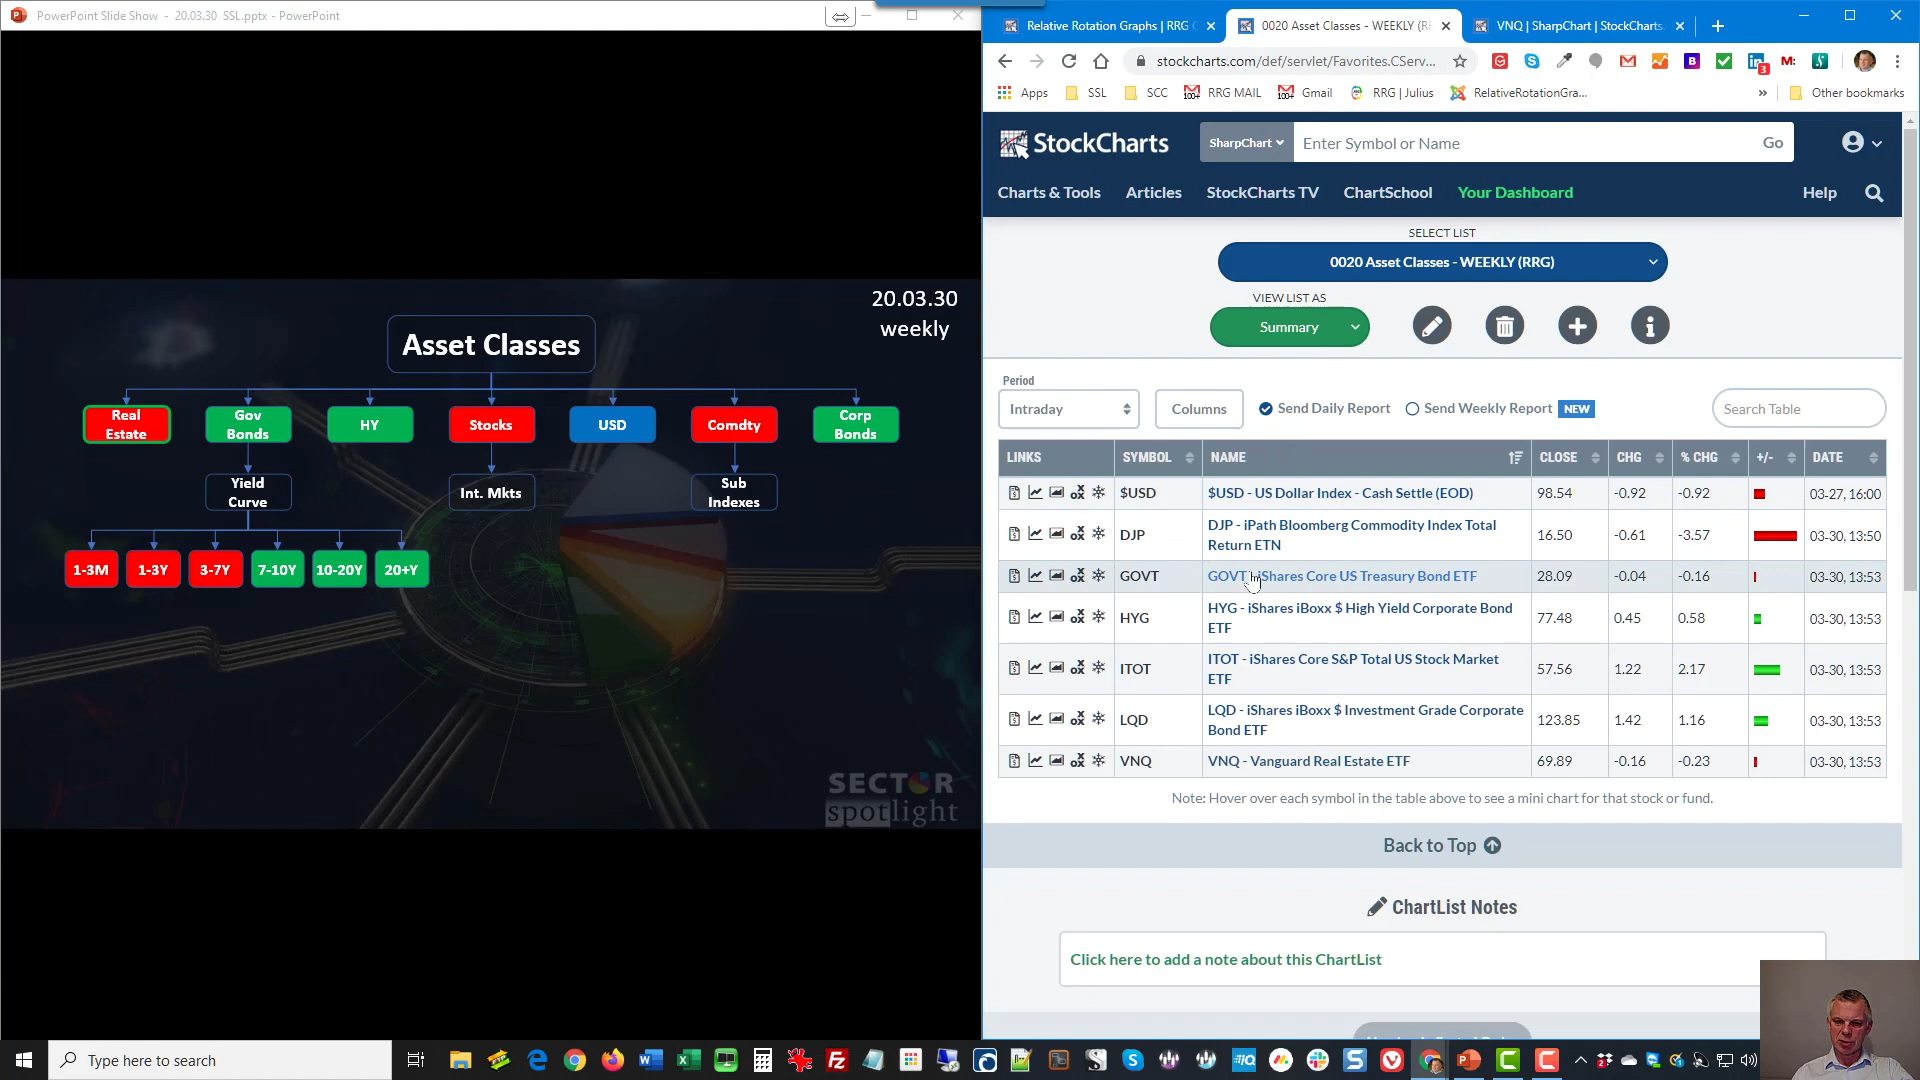 PowerPoint Slide Show - 20.03.30 SSL.pptx - PowerPoint
20.03.30
weekly
Asset Classes
Real
Estate
Gov
Bonds
HY
Stocks
USD
Comdty
Corp
Bonds
Yield
Curve
Int. Mkts
Sub
Indexes
1-3M
1-3Y
3-7Y
7-10Y
10-20Y
20+Y
SECTOR
spotlight
Relative Rotation Graphs | RRG
0020 Asset Classes - WEEKLY (RR
VNQ | SharpChart | StockCharts
stockcharts.com/def/servlet/Favorites.CServ...
Apps
SSL
SCC
RRG MAIL
Gmail
RRG | Julius
RelativeRotationGra...
»
Other bookmarks
StockCharts
SharpChart
Enter Symbol or Name
Go
Charts & Tools
Articles
StockCharts TV
ChartSchool
Your Dashboard
Help
SELECT LIST
0020 Asset Classes - WEEKLY (RRG)
VIEW LIST AS
Summary
Period
Intraday
Columns
Send Daily Report
Send Weekly Report NEW
Search Table
LINKS SYMBOL NAME CLOSE CHG % CHG +/- DATE
$USD $USD - US Dollar Index - Cash Settle (EOD) 98.54 -0.92 -0.92 03-27, 16:00
DJP DJP - iPath Bloomberg Commodity Index Total Return ETN 16.50 -0.61 -3.57 03-30, 13:50
GOVT GOVT iShares Core US Treasury Bond ETF 28.09 -0.04 -0.16 03-30, 13:53
HYG HYG - iShares iBoxx $ High Yield Corporate Bond ETF 77.48 0.45 0.58 03-30, 13:53
ITOT ITOT - iShares Core S&P Total US Stock Market ETF 57.56 1.22 2.17 03-30, 13:53
LQD LQD - iShares iBoxx $ Investment Grade Corporate Bond ETF 123.85 1.42 1.16 03-30, 13:53
VNQ VNQ - Vanguard Real Estate ETF 69.89 -0.16 -0.23 03-30, 13:53
Note: Hover over each symbol in the table above to see a mini chart for that stock or fund.
Back to Top
ChartList Notes
Click here to add a note about this ChartList
Type here to search